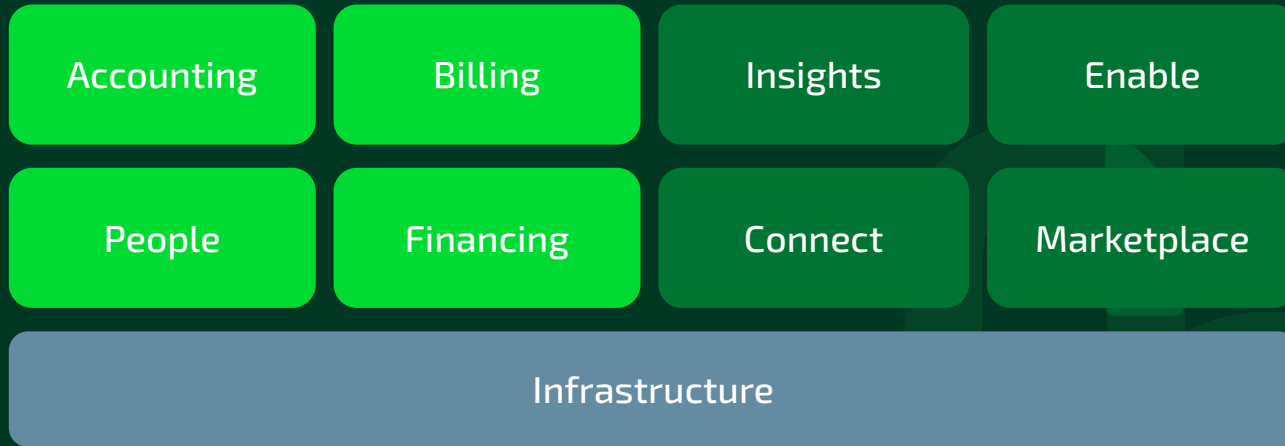 Accounting
Billing
Insights
Enable
People
Financing
Connect
Marketplace
Infrastructure